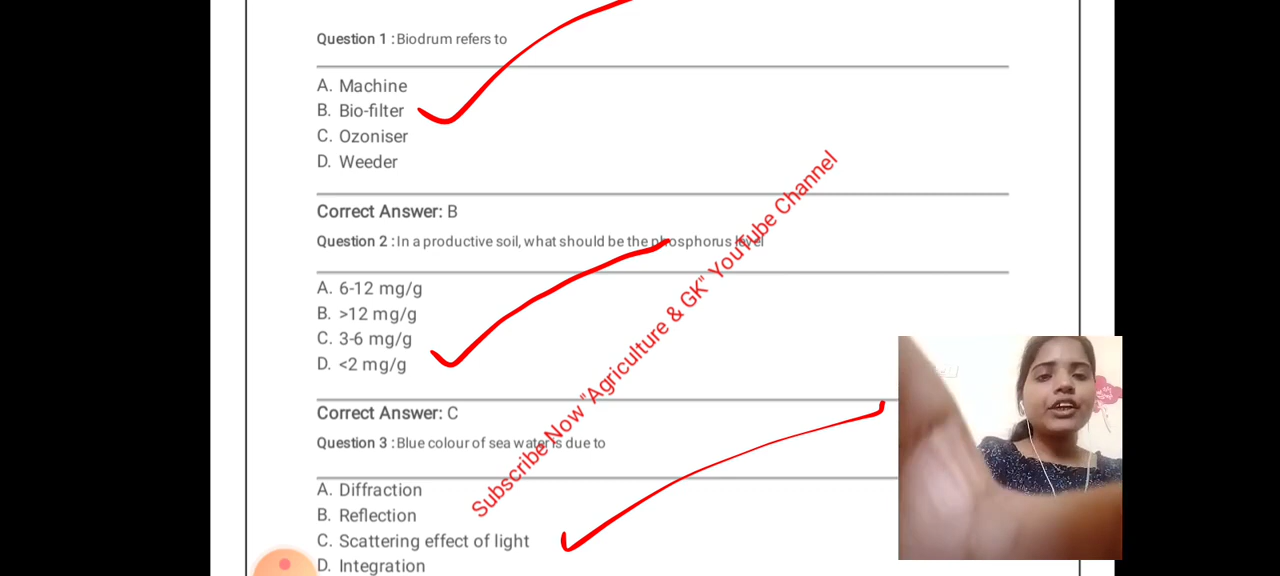 Question 1 : Biodrum refers to
A. Machine
B. Bio-filter
C. Ozoniser
D. Weeder
Correct Answer: B
Question 2 : In a productive soil, what should be the phosphorus level
A. 6-12 mg/g
B. >12 mg/g
C. 3-6 mg/g
D. <2 mg/g
Correct Answer: C
Question 3 : Blue colour of sea water is due to
A. Diffraction
B. Reflection
C. Scattering effect of light
D. Integration
Subscribe Now "Agriculture & GK" YouTube Channel